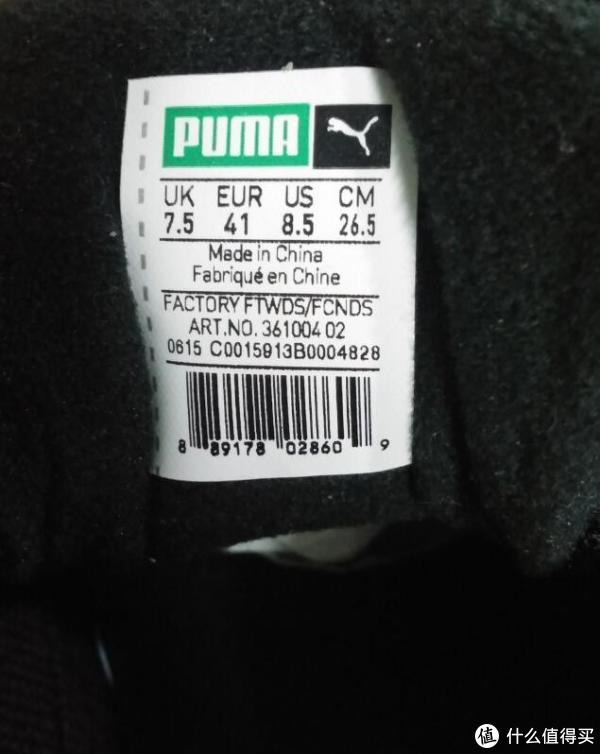 PUMA
UK EUR US CM
7.5 41 8.5 26.5
Made in China
Fabriqué en Chine
FACTORY FTWDS/FCNDS
ART.NO. 361004 02
0615 C0015913B0004828
8 89178 02860 9
值 什么值得买